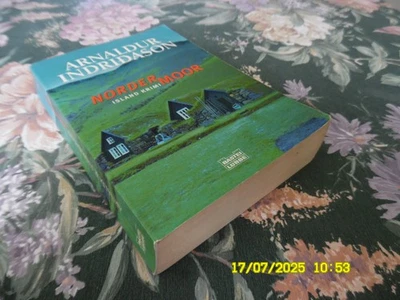 ARNALDUR
INDRIDASON
NORDERMOOR
ISLAND KRIMI
BASTEI
LÜBBE
17/07/2025 10:53